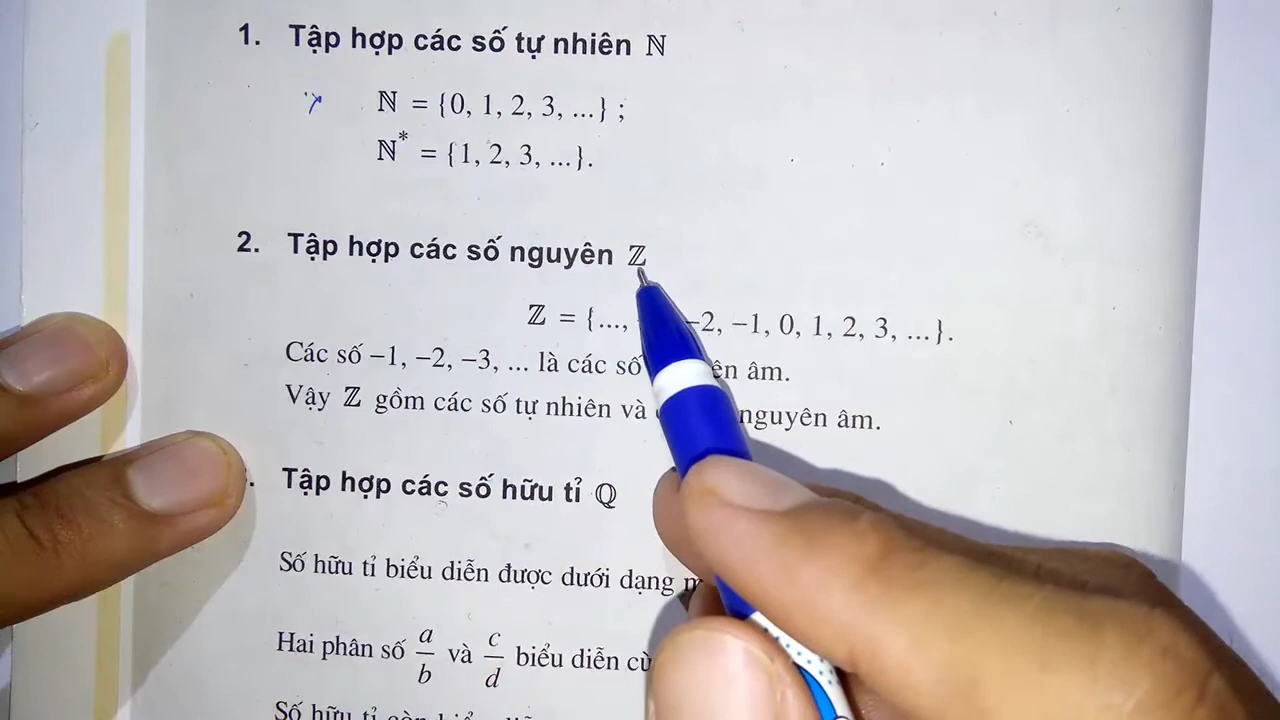 1. Tập hợp các số tự nhiên ℕ
ℕ = {0, 1, 2, 3, ...} ;
ℕ* = {1, 2, 3, ...}.
2. Tập hợp các số nguyên ℤ
ℤ = {..., –2, –1, 0, 1, 2, 3, ...}.
Các số –1, –2, –3, ... là các số âm.
Vậy ℤ gồm các số tự nhiên và nguyên âm.
Tập hợp các số hữu tỉ ℚ
Số hữu tỉ biểu diễn được dưới dạng
Hai phân số a/b và c/d biểu diễn
Số hữu tỉ